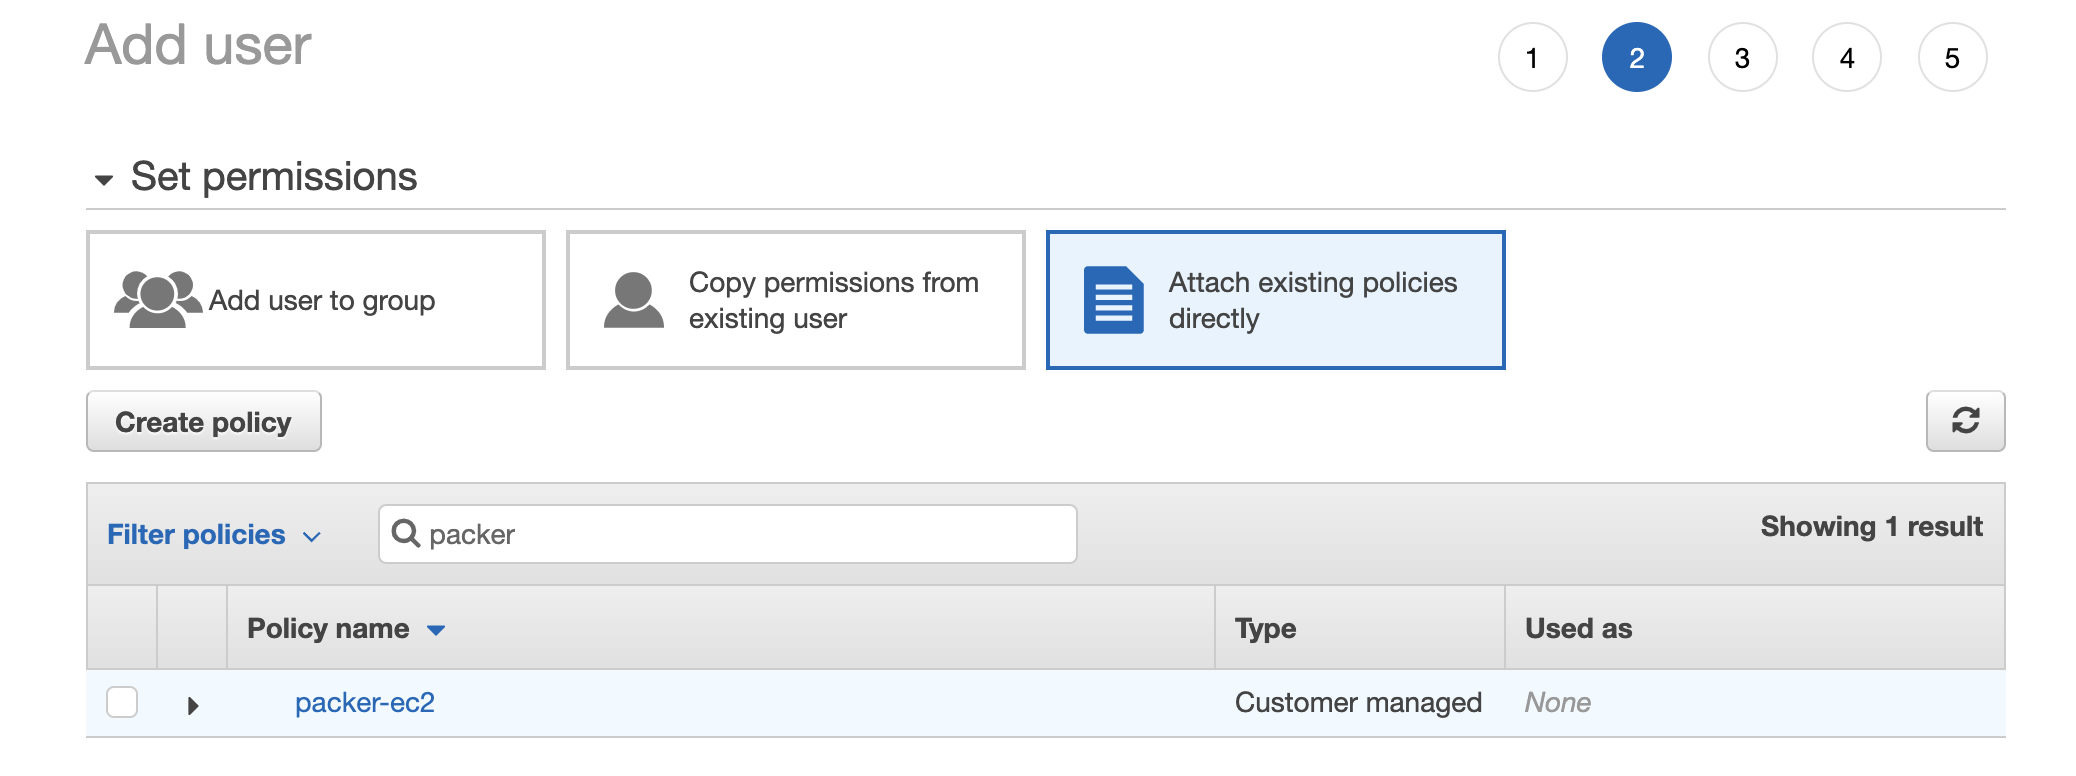 Add user
1 2 3 4 5
Set permissions
Add user to group
Copy permissions from
existing user
Attach existing policies
directly
Create policy
Filter policies
packer
Showing 1 result
Policy name
Type
Used as
packer-ec2
Customer managed
None